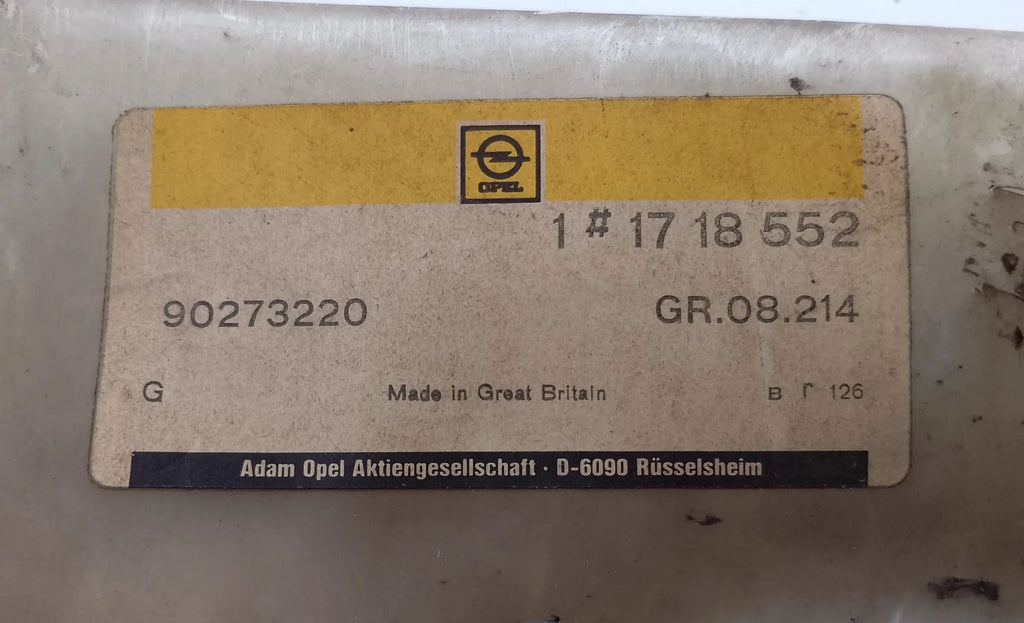 OPEL
1 # 17 18 552
90273220 GR.08.214
G Made in Great Britain B r 126
Adam Opel Aktiengesellschaft · D-6090 Rüsselsheim